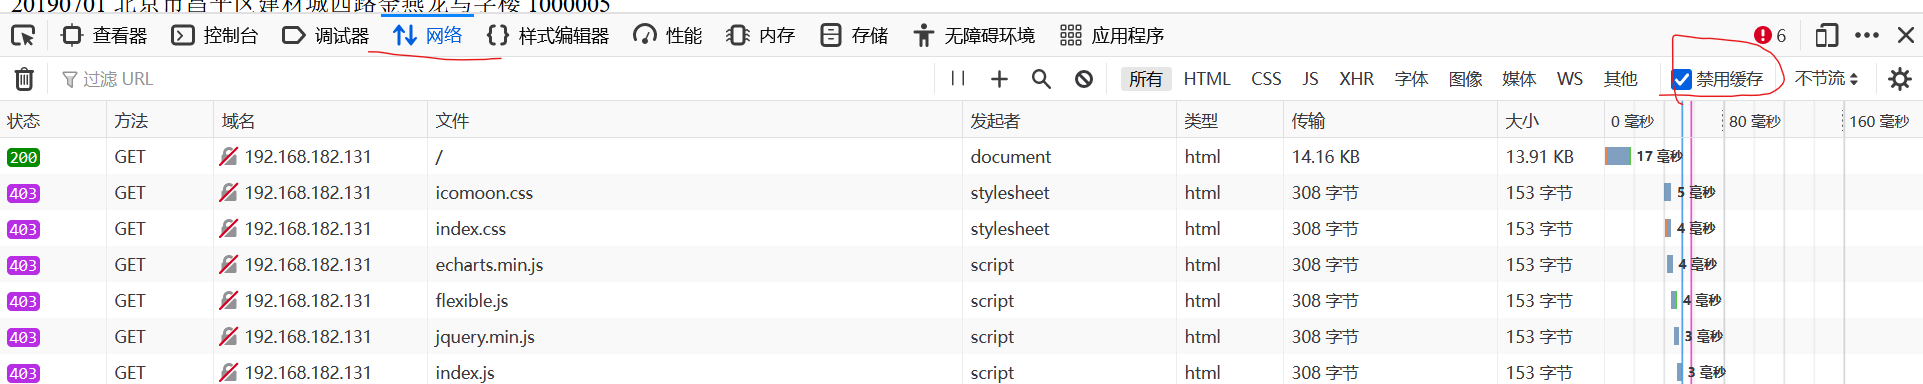 20190701 北京市昌平区建材城西路金燕龙写字楼 1000005
查看器 控制台 调试器 网络 {} 样式编辑器 性能 内存 存储 无障碍环境 应用程序 6
过滤 URL 所有 HTML CSS JS XHR 字体 图像 媒体 WS 其他 禁用缓存 不节流
状态 方法 域名 文件 发起者 类型 传输 大小 0 毫秒 80 毫秒 160 毫秒
200 GET 192.168.182.131 / document html 14.16 KB 13.91 KB 17 毫秒
403 GET 192.168.182.131 icomoon.css stylesheet html 308 字节 153 字节 5 毫秒
403 GET 192.168.182.131 index.css stylesheet html 308 字节 153 字节 4 毫秒
403 GET 192.168.182.131 echarts.min.js script html 308 字节 153 字节 4 毫秒
403 GET 192.168.182.131 flexible.js script html 308 字节 153 字节 4 毫秒
403 GET 192.168.182.131 jquery.min.js script html 308 字节 153 字节 3 毫秒
403 GET 192.168.182.131 index.js script html 308 字节 153 字节 3 毫秒